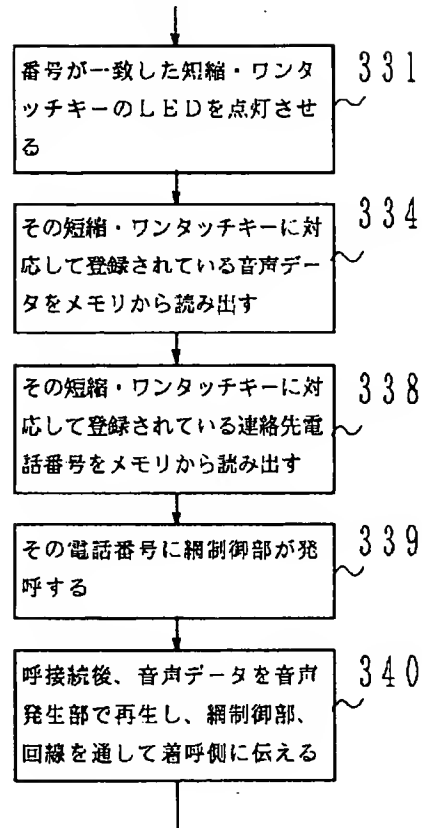 番号が一致した短縮・ワンタ
ッチキーのＬＥＤを点灯させ
る
331
その短縮・ワンタッチキーに対
応して登録されている音声デー
タをメモリから読み出す
334
その短縮・ワンタッチキーに対
応して登録されている連絡先電
話番号をメモリから読み出す
338
その電話番号に網制御部が発
呼する
339
呼接続後、音声データを音声
発生部で再生し、網制御部、
回線を通して着呼側に伝える
340